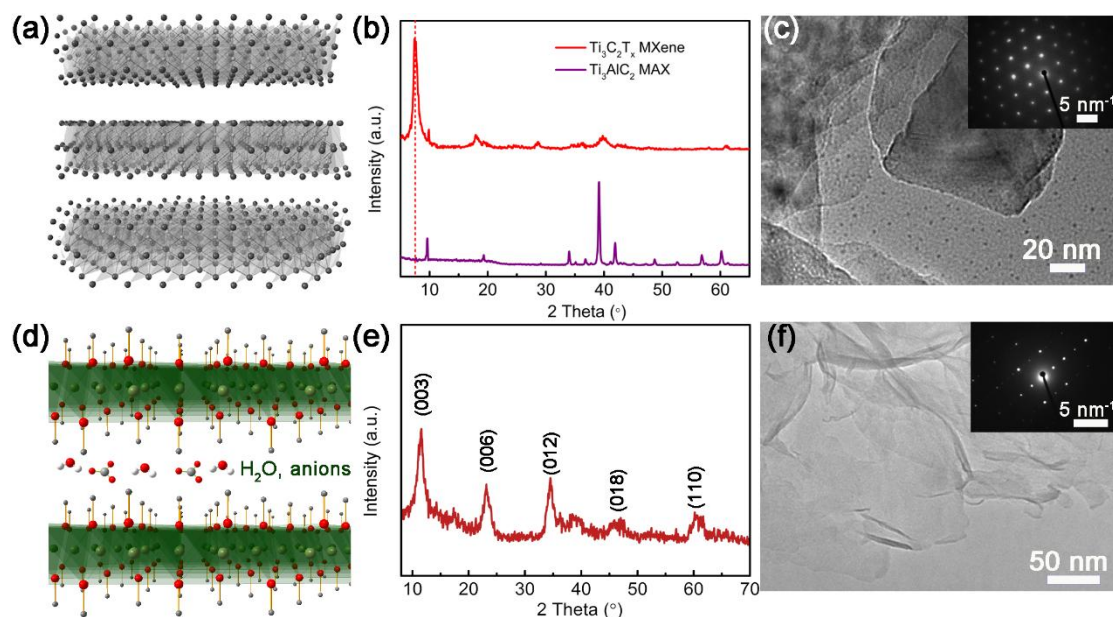 (a)
(b)
Ti₃C₂Tₓ MXene
Ti₃AlC₂ MAX
Intensity (a.u.)
10 20 30 40 50 60
2 Theta (°)
(c)
5 nm⁻¹
20 nm
(d)
H₂O, anions
(e)
(003)
(006)
(012)
(018)
(110)
Intensity (a.u.)
10 20 30 40 50 60 70
2 Theta (°)
(f)
5 nm⁻¹
50 nm